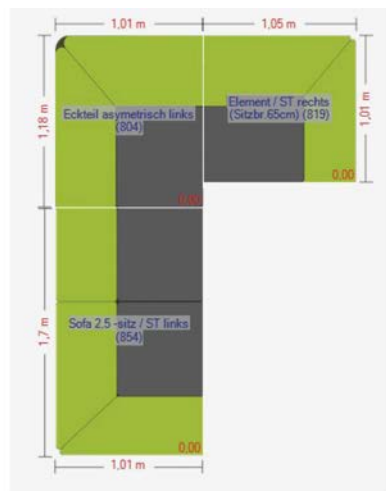 1,01 m
1,05 m
1,18 m
Eckteil asymetrisch links
(804)
Element / ST rechts
(Sitzbr.65cm) (819)
1,01 m
0,00
0,00
1,7 m
Sofa 2,5 -sitz / ST links
(854)
0,00
1,01 m